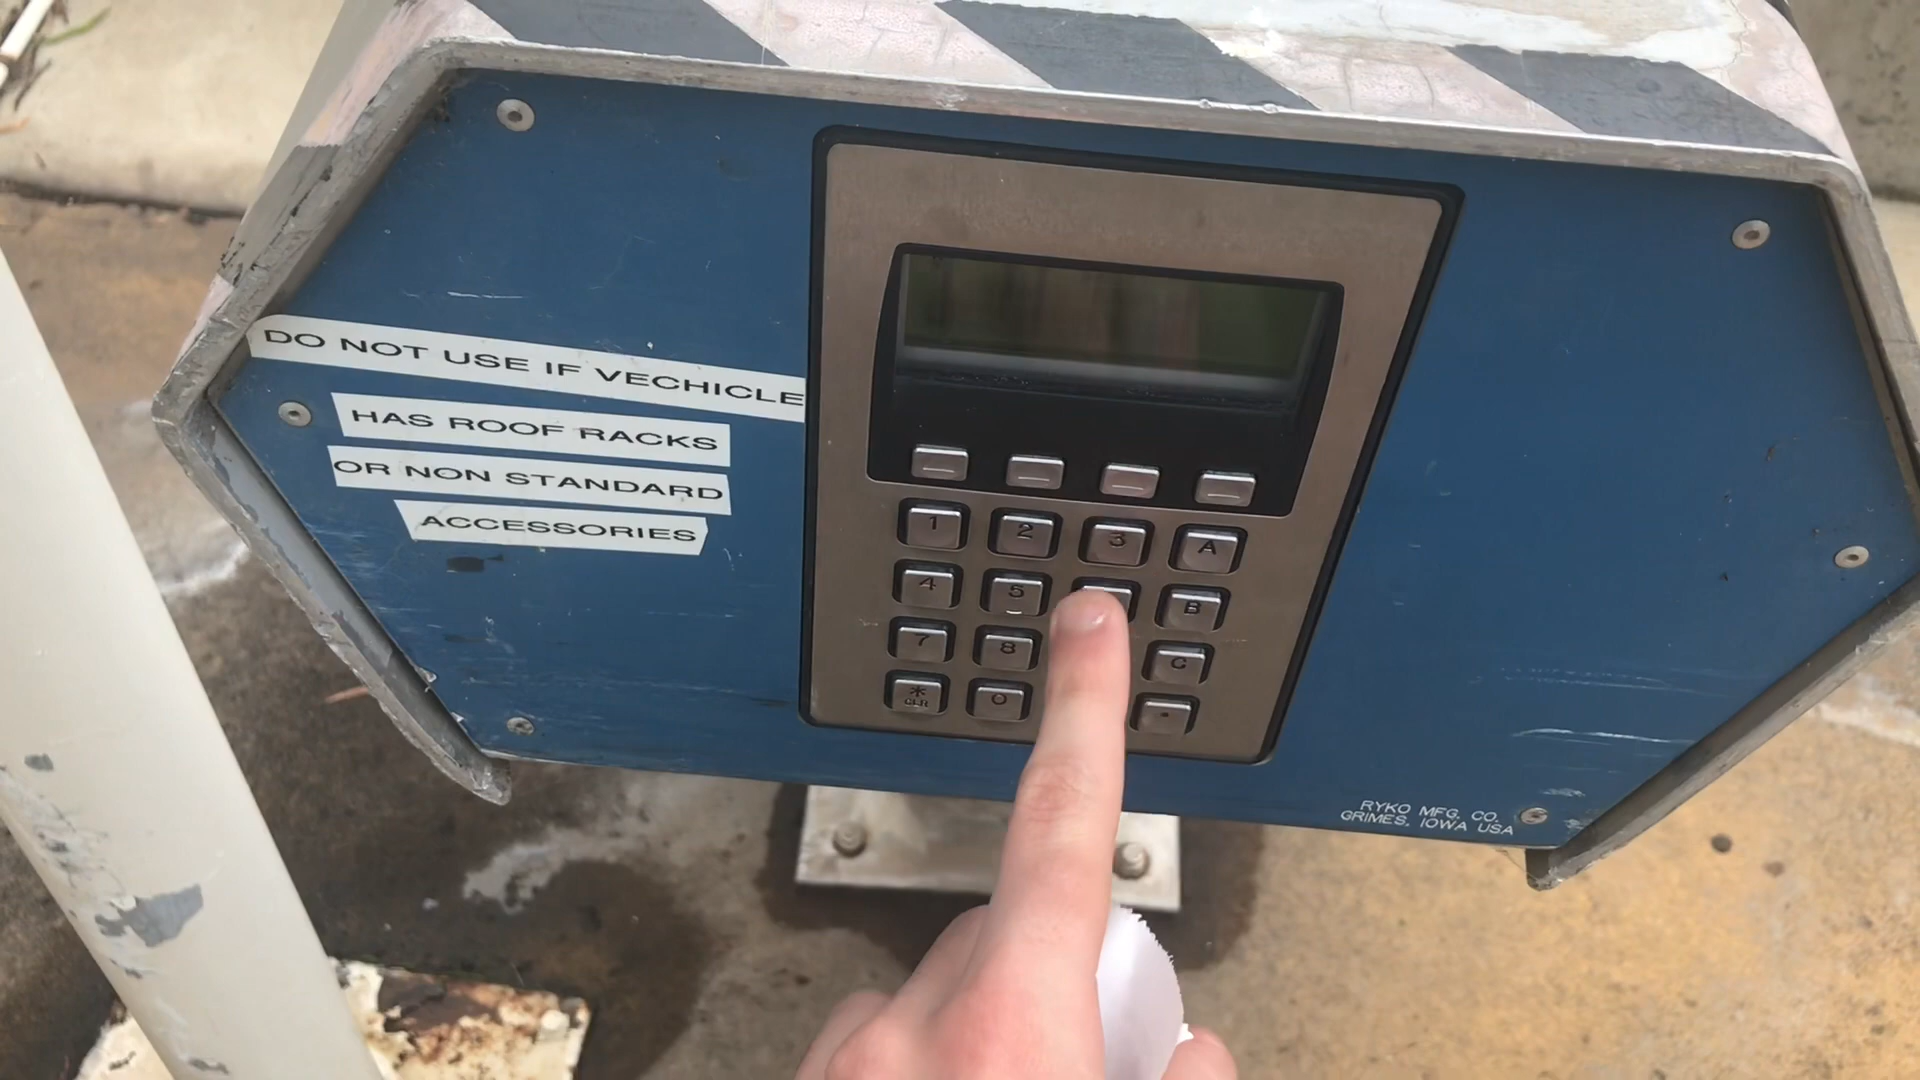 DO NOT USE IF VECHICLE
HAS ROOF RACKS
OR NON STANDARD
ACCESSORIES
1 2 3 A
4 5 B
7 8 C
* 0 •
CLR
RYKO MFG. CO.
GRIMES, IOWA USA